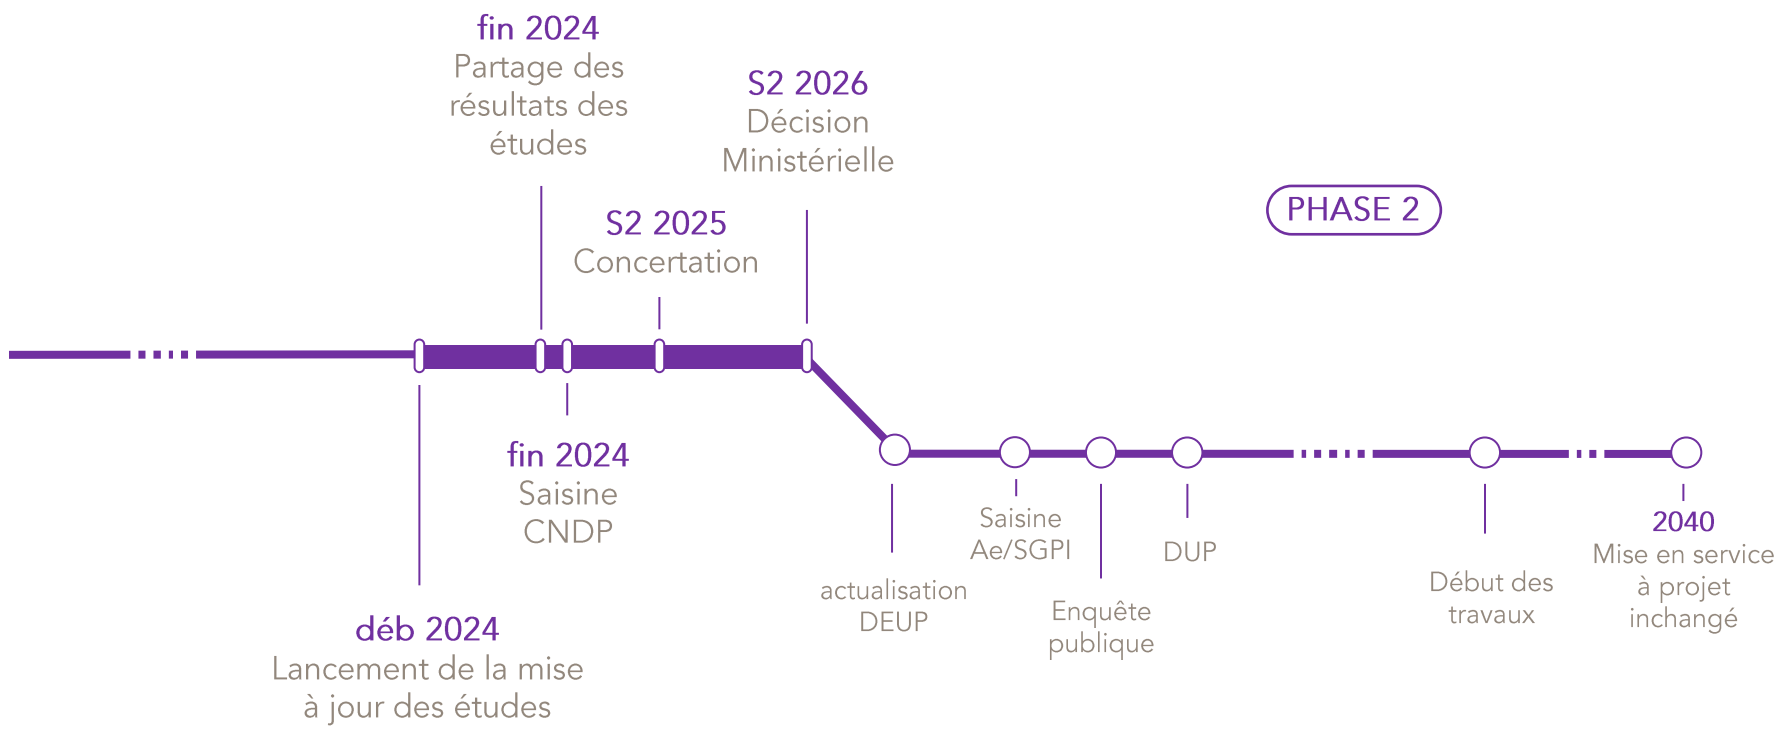 fin 2024
Partage des
résultats des
études
S2 2026
Décision
Ministérielle
S2 2025
Concertation
PHASE 2
fin 2024
Saisine
CNDP
déb 2024
Lancement de la mise
à jour des études
actualisation
DEUP
Saisine
Ae/SGPI
Enquête
publique
DUP
Début des
travaux
2040
Mise en service
à projet
inchangé